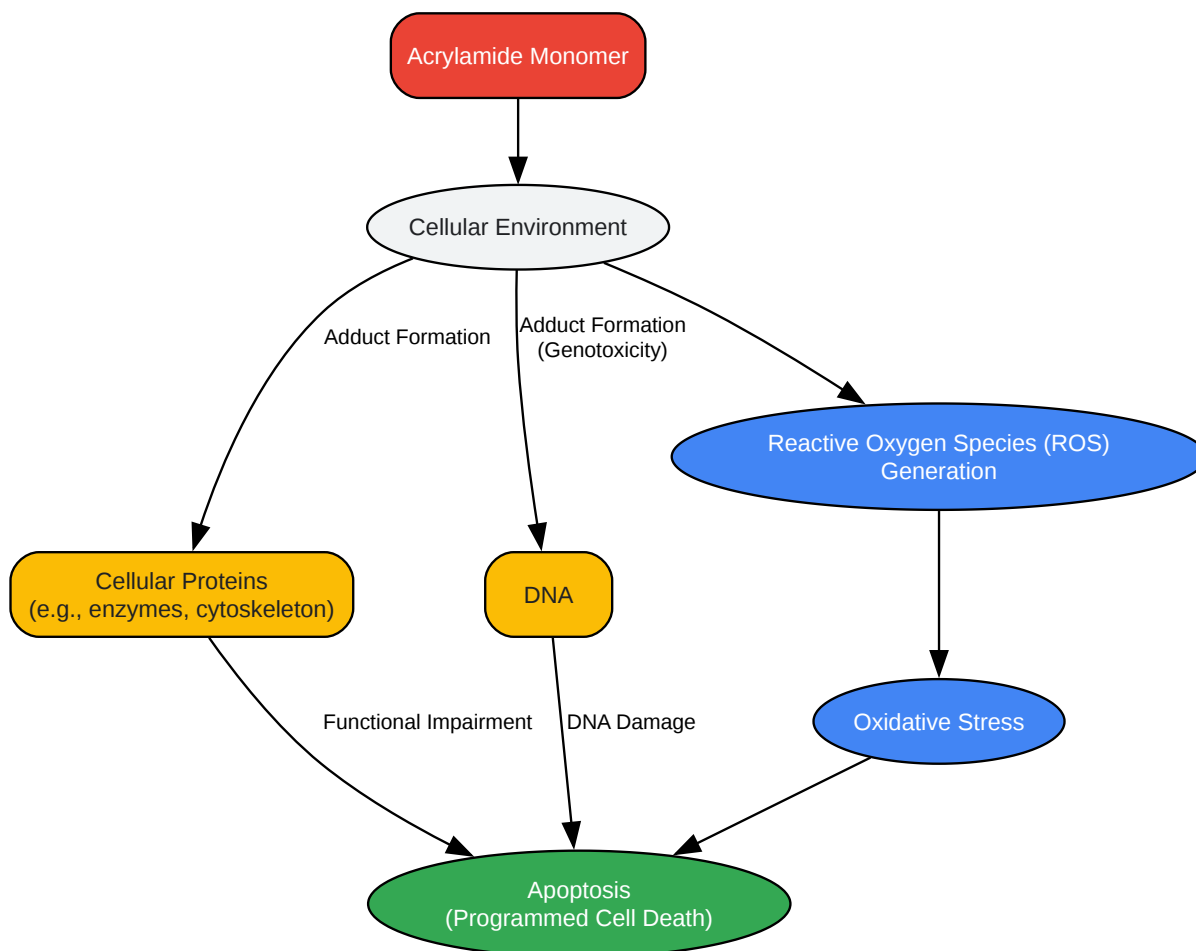 Acrylamide Monomer
Cellular Environment
Adduct Formation
Adduct Formation
(Genotoxicity)
Reactive Oxygen Species (ROS)
Generation
Cellular Proteins
(e.g., enzymes, cytoskeleton)
DNA
Functional Impairment
DNA Damage
Oxidative Stress
Apoptosis
(Programmed Cell Death)